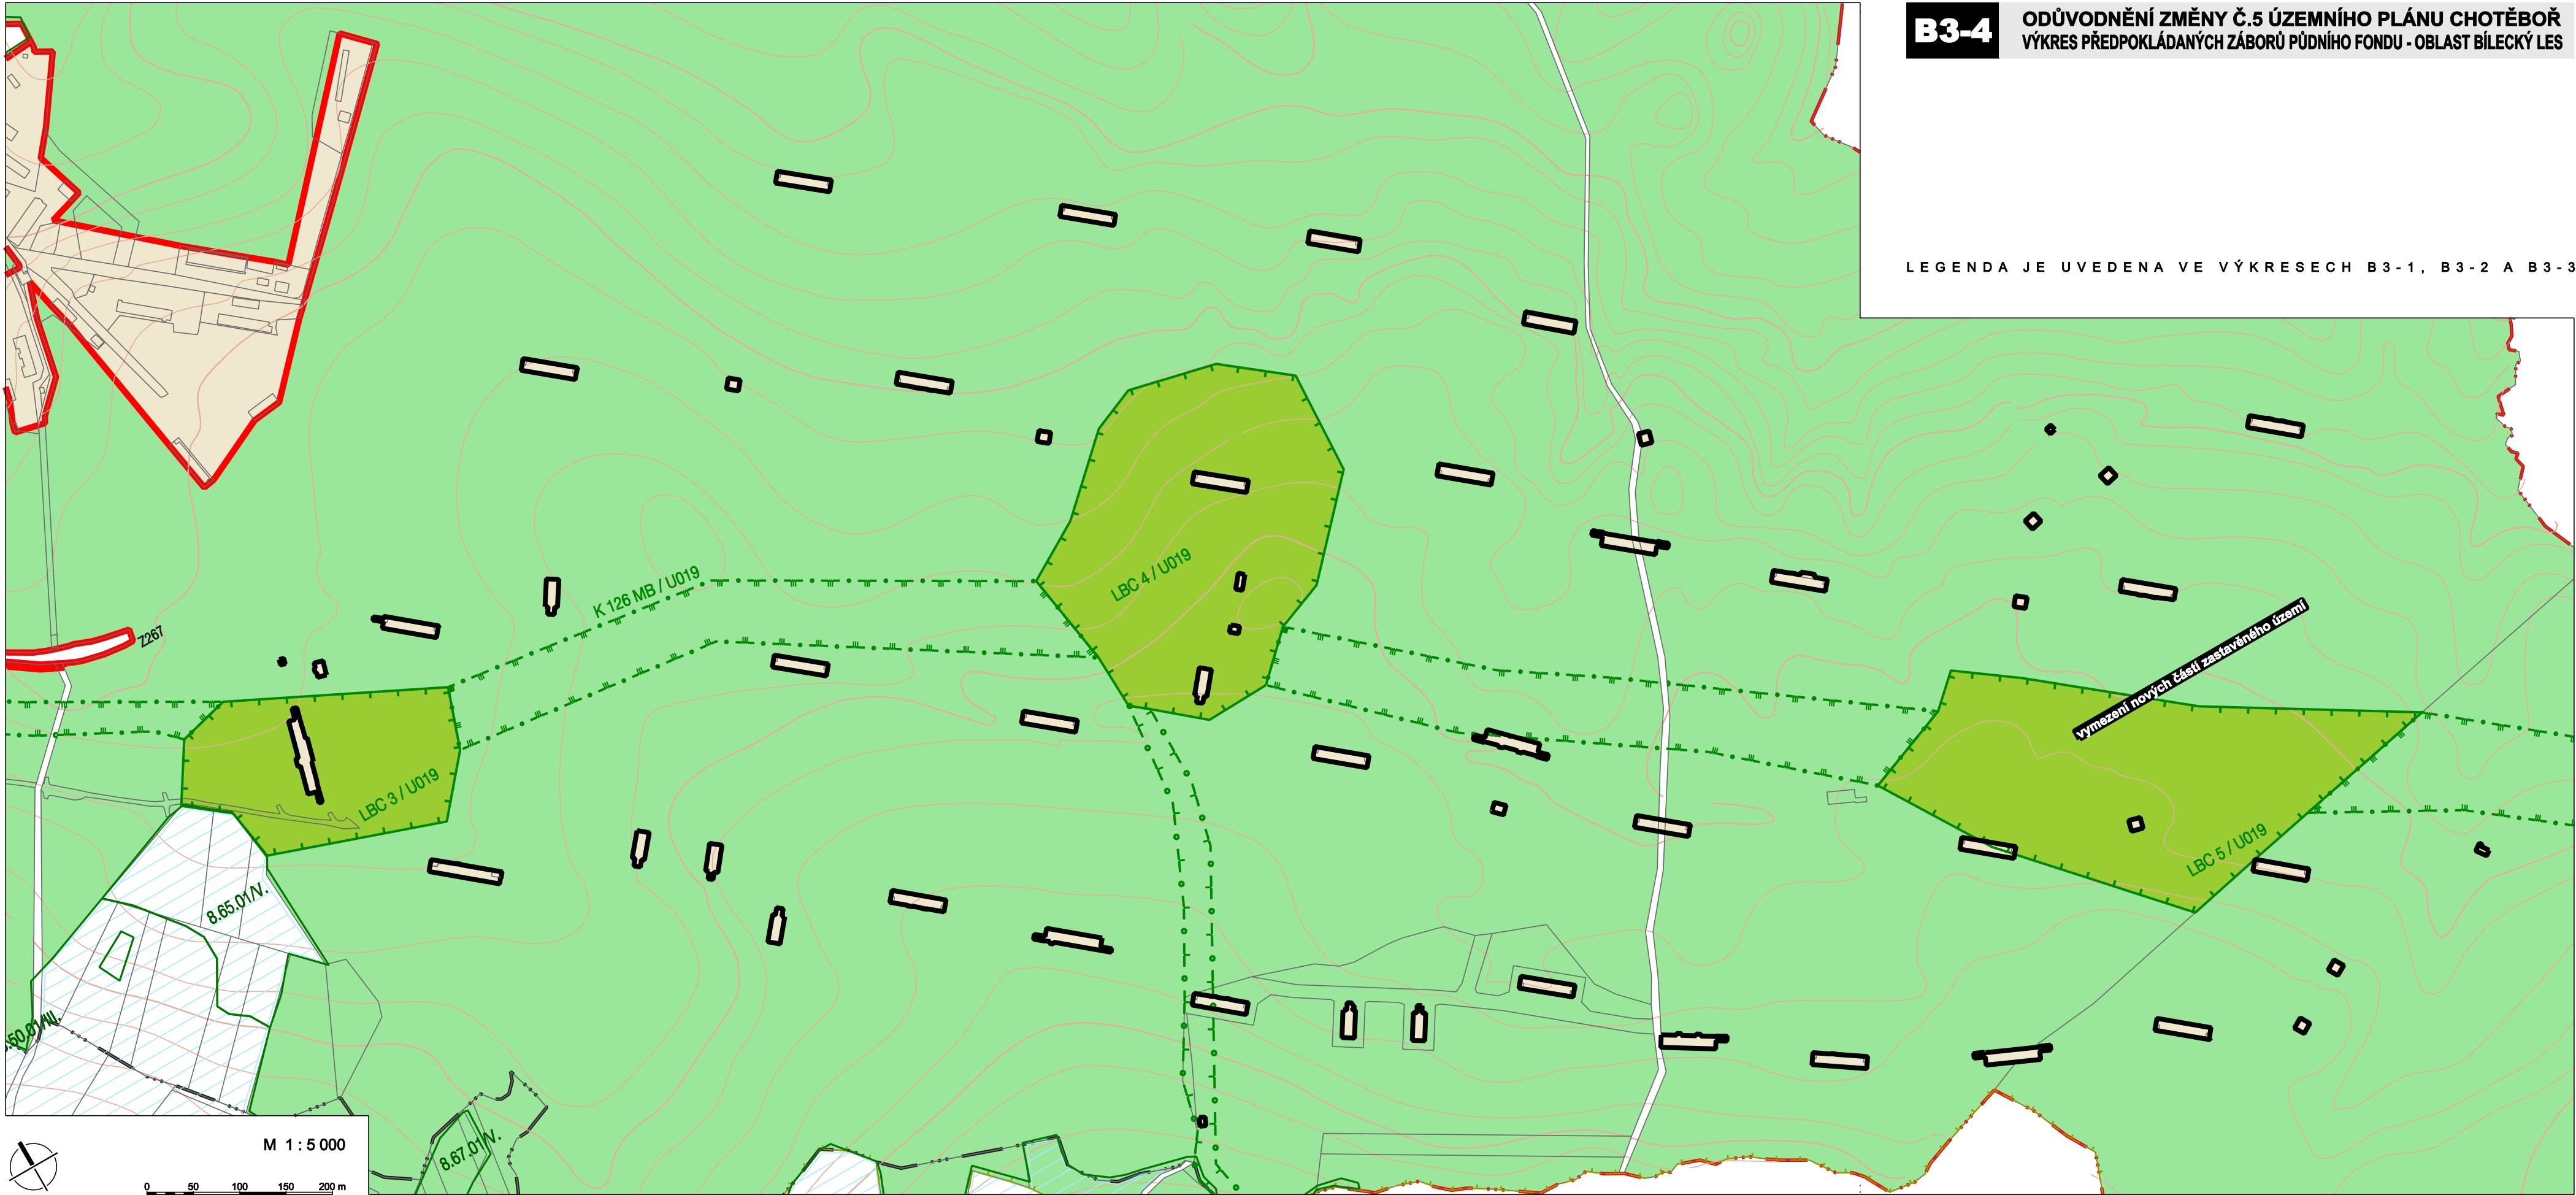 B3-4
ODŮVODNĚNÍ ZMĚNY Č.5 ÚZEMNÍHO PLÁNU CHOTĚBOŘ
VÝKRES PŘEDPOKLÁDANÝCH ZÁBORŮ PŮDNÍHO FONDU - OBLAST BÍLECKÝ LES
LEGENDA JE UVEDENA VE VÝKRESECH B3-1, B3-2 A B3-3
K 126 MB / U019
LBC 4 / U019
Z267
vymezení nových částí zastavěného území
LBC 3 / U019
LBC 5 / U019
8.65.01/V.
.50.01/III.
8.67.01/V.
M 1 : 5 000
0 50 100 150 200 m